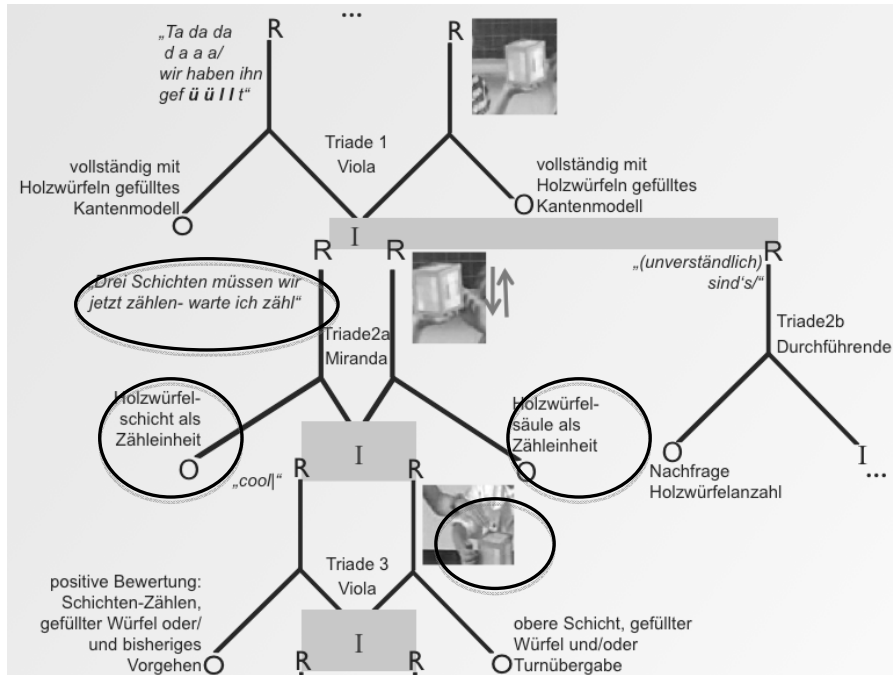 ...
R
R
„Ta da da
d a a a/
wir haben ihn
gef ü ü l l t“
Triade 1
Viola
vollständig mit
Holzwürfeln gefülltes
Kantenmodell
O
vollständig mit
Holzwürfeln gefülltes
Kantenmodell
O
I
R
R
R
„Drei Schichten müssen wir
jetzt zählen- warte ich zähl“
„(unverständlich)
sind‘s/“
Triade2a
Miranda
Triade2b
Durchführende
Holzwürfel-
schicht als
Zähleinheit
O
Holzwürfel-
säule als
Zähleinheit
O
O
Nachfrage
Holzwürfelanzahl
I
...
I
R
R
„cool|“
Triade 3
Viola
positive Bewertung:
Schichten-Zählen,
gefüllter Würfel oder/
und bisheriges
Vorgehen
O
obere Schicht, gefüllter
Würfel und/oder
Turnübergabe
O
I
R
R